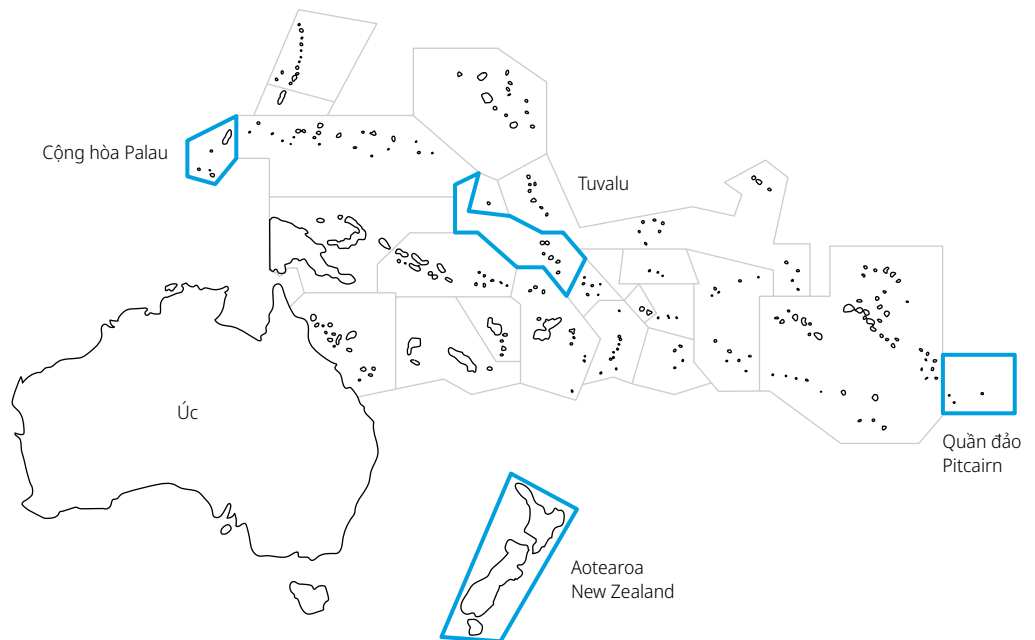 Cộng hòa Palau
Tuvalu
Úc
Quần đảo
Pitcairn
Aotearoa
New Zealand